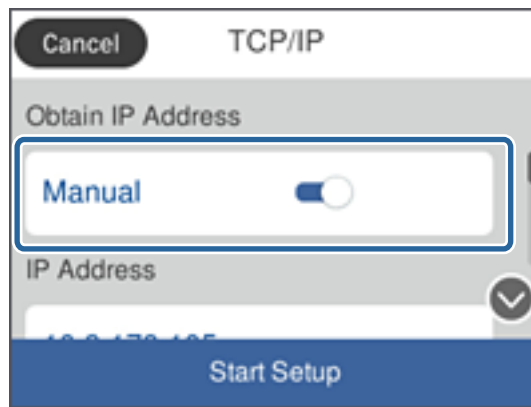 Cancel TCP/IP
Obtain IP Address
Manual
IP Address
Start Setup